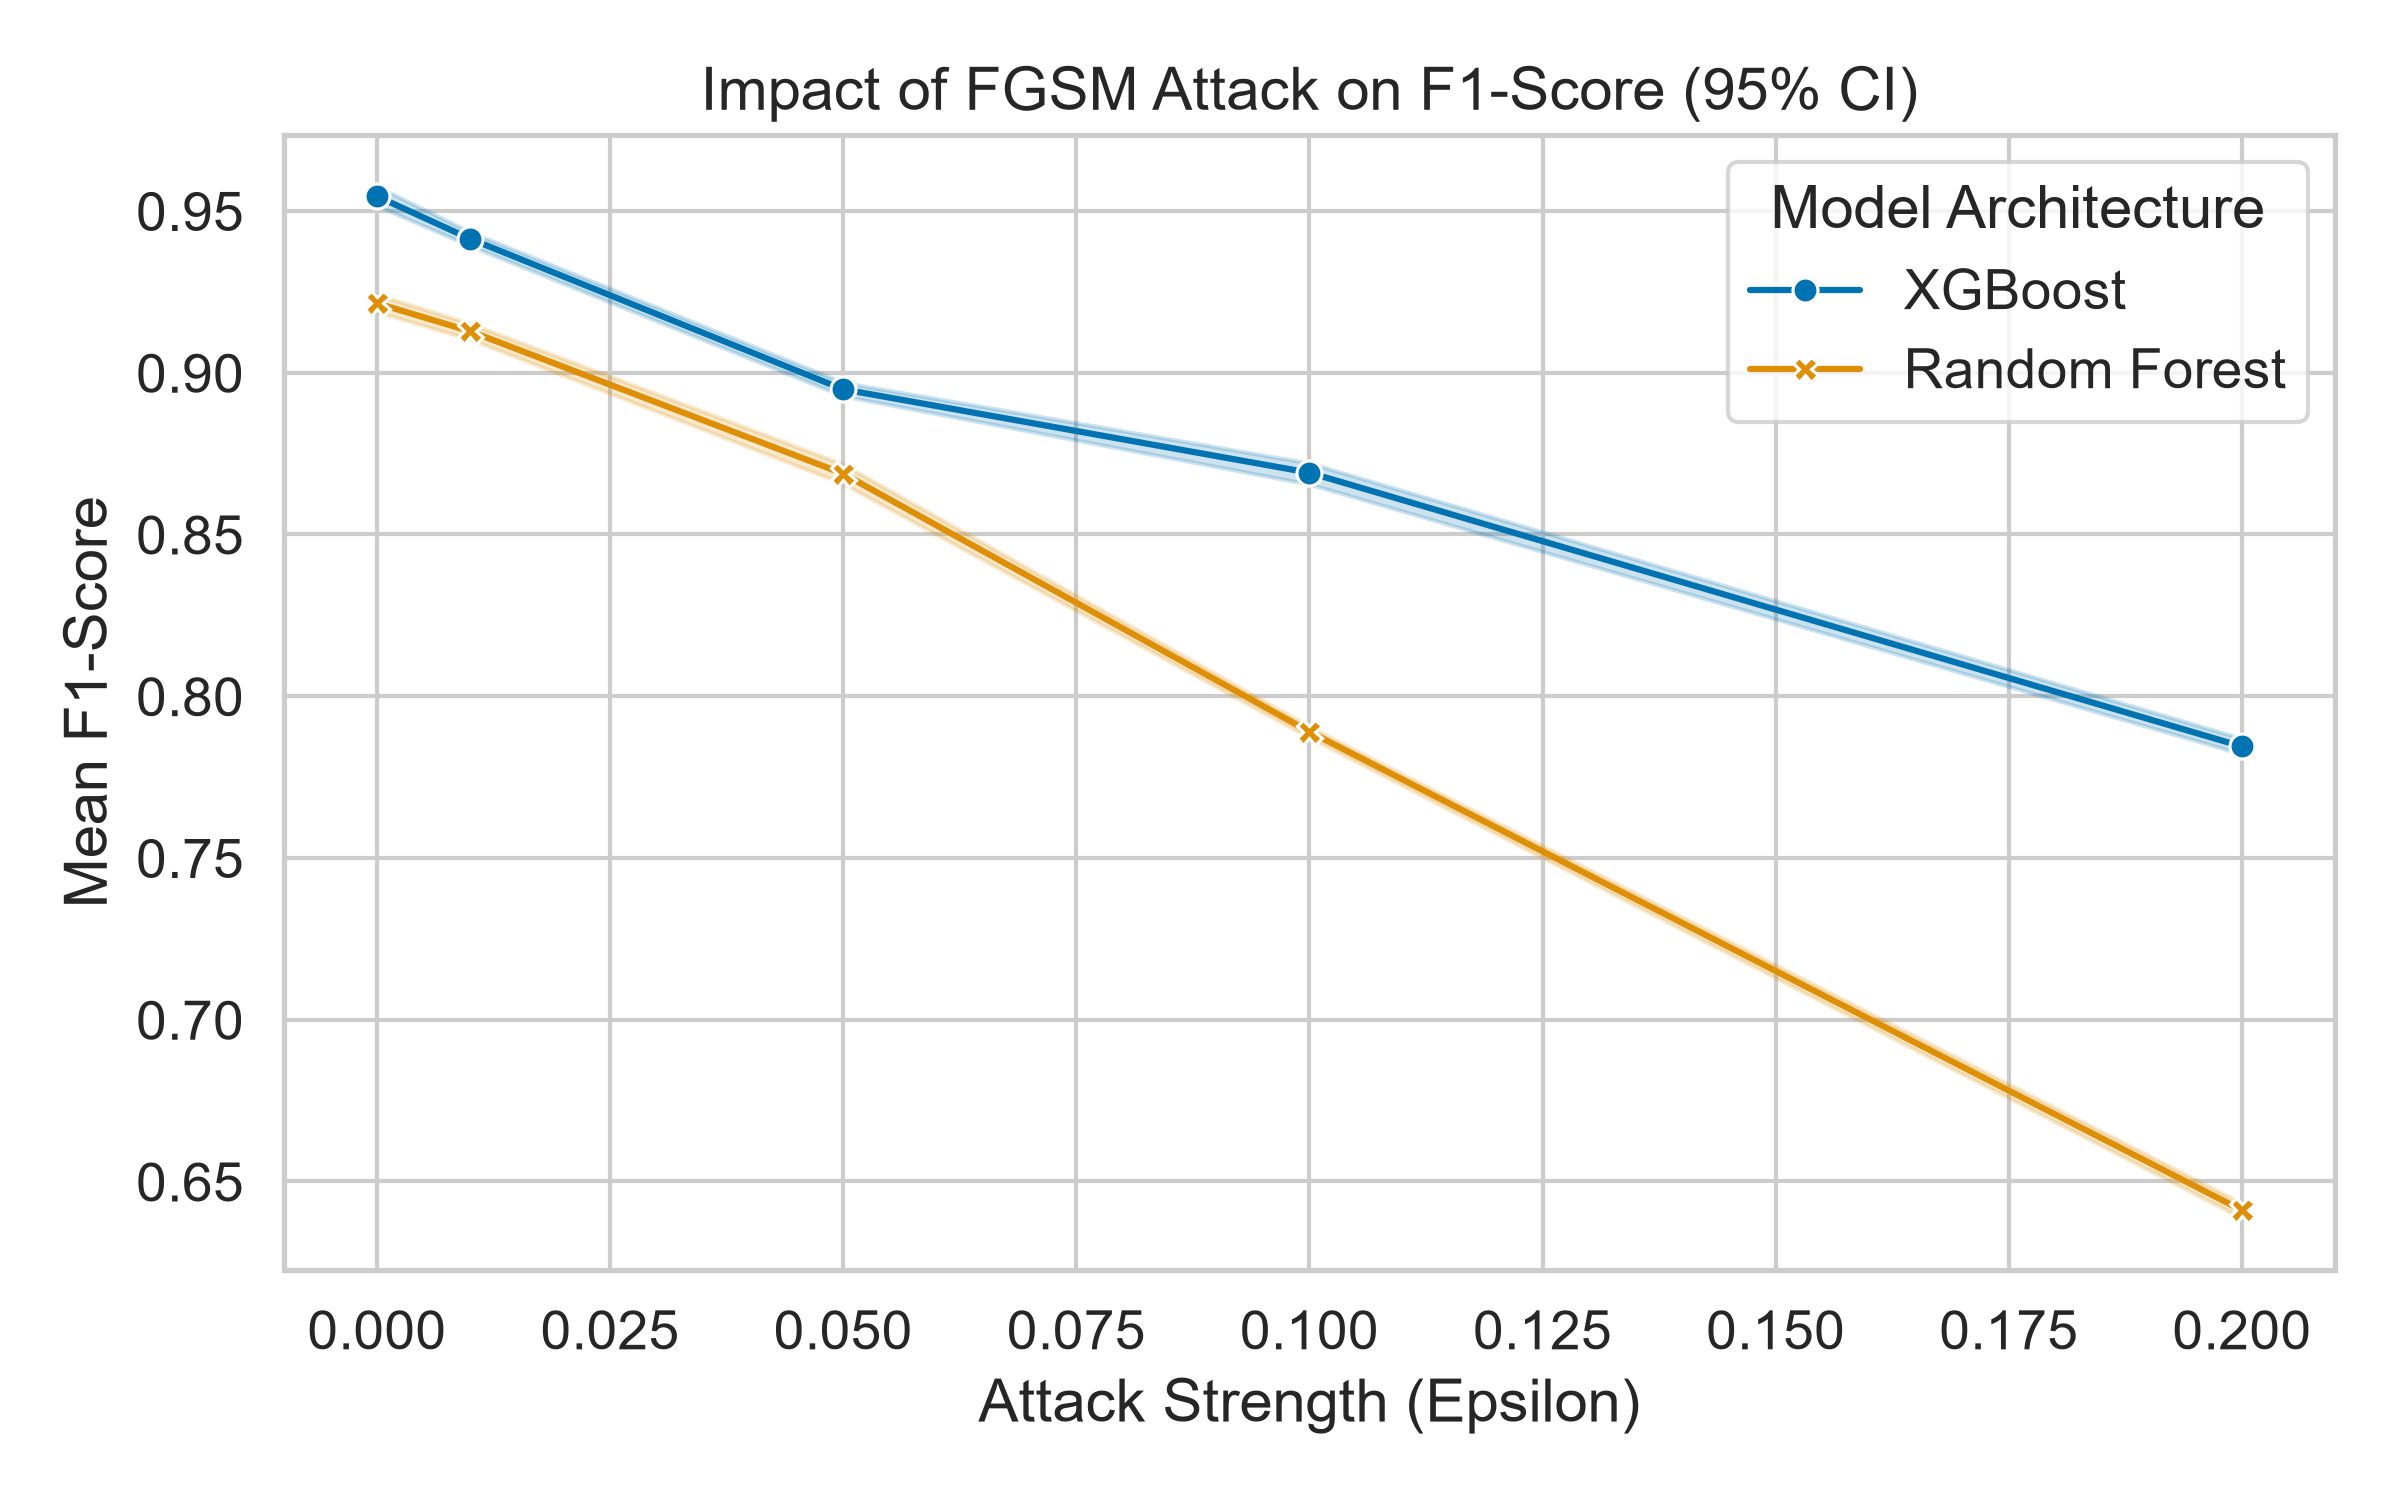 Impact of FGSM Attack on F1-Score (95% CI)
Model Architecture
XGBoost
Random Forest
Mean F1-Score
0.95
0.90
0.85
0.80
0.75
0.70
0.65
0.000 0.025 0.050 0.075 0.100 0.125 0.150 0.175 0.200
Attack Strength (Epsilon)